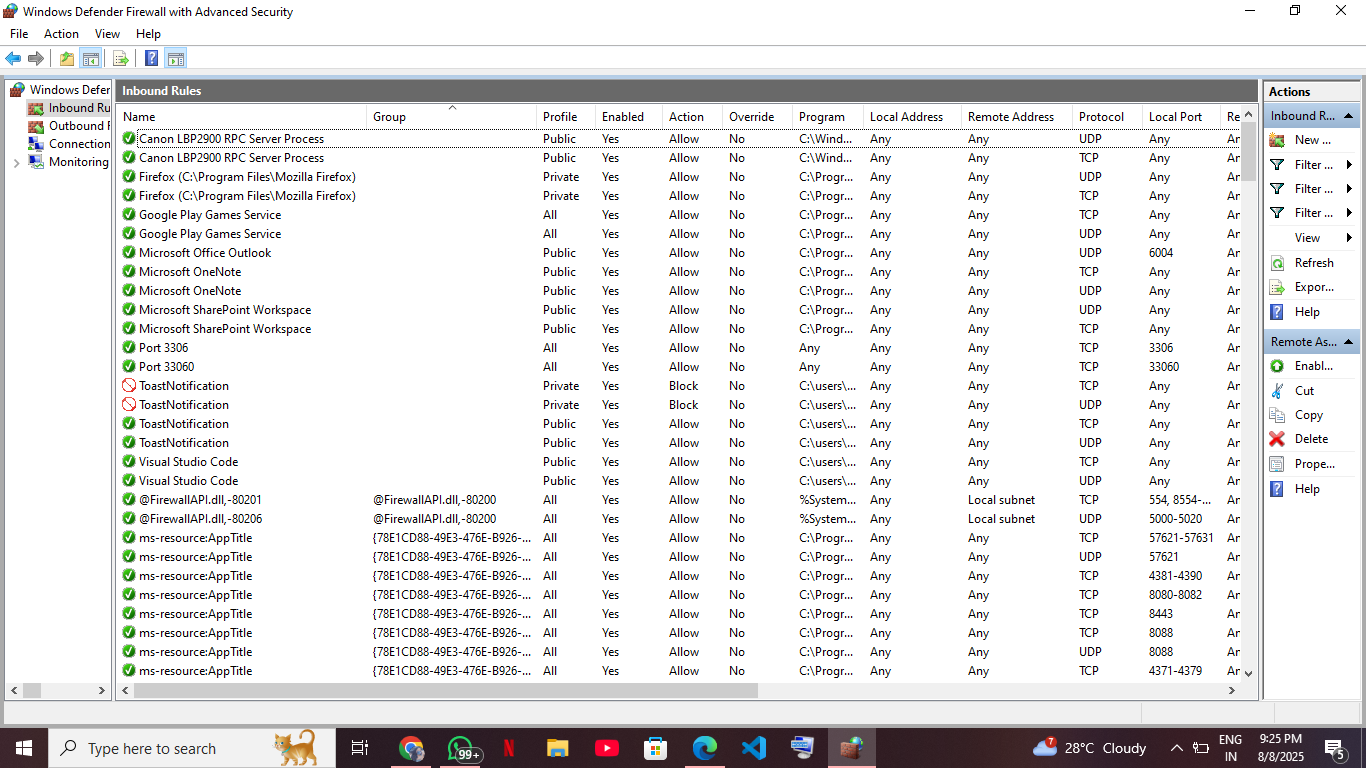 Windows Defender Firewall with Advanced Security
File Action View Help
Windows Defer
Inbound Ru
Outbound F
Connection
Monitoring
Inbound Rules
Name Group Profile Enabled Action Override Program Local Address Remote Address Protocol Local Port Re
Canon LBP2900 RPC Server Process Public Yes Allow No C:\Wind... Any Any UDP Any Ar
Canon LBP2900 RPC Server Process Public Yes Allow No C:\Wind... Any Any TCP Any Ar
Firefox (C:\Program Files\Mozilla Firefox) Private Yes Allow No C:\Progr... Any Any UDP Any Ar
Firefox (C:\Program Files\Mozilla Firefox) Private Yes Allow No C:\Progr... Any Any TCP Any Ar
Google Play Games Service All Yes Allow No C:\Progr... Any Any TCP Any Ar
Google Play Games Service All Yes Allow No C:\Progr... Any Any UDP Any Ar
Microsoft Office Outlook Public Yes Allow No C:\Progr... Any Any UDP 6004 Ar
Microsoft OneNote Public Yes Allow No C:\Progr... Any Any TCP Any Ar
Microsoft OneNote Public Yes Allow No C:\Progr... Any Any UDP Any Ar
Microsoft SharePoint Workspace Public Yes Allow No C:\Progr... Any Any UDP Any Ar
Microsoft SharePoint Workspace Public Yes Allow No C:\Progr... Any Any TCP Any Ar
Port 3306 All Yes Allow No Any Any Any TCP 3306 Ar
Port 33060 All Yes Allow No Any Any Any TCP 33060 Ar
ToastNotification Private Yes Block No C:\users\... Any Any TCP Any Ar
ToastNotification Private Yes Block No C:\users\... Any Any UDP Any Ar
ToastNotification Public Yes Allow No C:\users\... Any Any TCP Any Ar
ToastNotification Public Yes Allow No C:\users\... Any Any UDP Any Ar
Visual Studio Code Public Yes Allow No C:\users\... Any Any TCP Any Ar
Visual Studio Code Public Yes Allow No C:\users\... Any Any UDP Any Ar
@FirewallAPI.dll,-80201 @FirewallAPI.dll,-80200 All Yes Allow No %System... Any Local subnet TCP 554, 8554-... Ar
@FirewallAPI.dll,-80206 @FirewallAPI.dll,-80200 All Yes Allow No %System... Any Local subnet UDP 5000-5020 Ar
ms-resource:AppTitle {78E1CD88-49E3-476E-B926-... All Yes Allow No C:\Progr... Any Any TCP 57621-57631 Ar
ms-resource:AppTitle {78E1CD88-49E3-476E-B926-... All Yes Allow No C:\Progr... Any Any UDP 57621 Ar
ms-resource:AppTitle {78E1CD88-49E3-476E-B926-... All Yes Allow No C:\Progr... Any Any TCP 4381-4390 Ar
ms-resource:AppTitle {78E1CD88-49E3-476E-B926-... All Yes Allow No C:\Progr... Any Any TCP 8080-8082 Ar
ms-resource:AppTitle {78E1CD88-49E3-476E-B926-... All Yes Allow No C:\Progr... Any Any TCP 8443 Ar
ms-resource:AppTitle {78E1CD88-49E3-476E-B926-... All Yes Allow No C:\Progr... Any Any TCP 8088 Ar
ms-resource:AppTitle {78E1CD88-49E3-476E-B926-... All Yes Allow No C:\Progr... Any Any UDP 8088 Ar
ms-resource:AppTitle {78E1CD88-49E3-476E-B926-... All Yes Allow No C:\Progr... Any Any TCP 4371-4379 Ar
Actions
Inbound R...
New ...
Filter ...
Filter ...
Filter ...
View
Refresh
Expor...
Help
Remote As...
Enabl...
Cut
Copy
Delete
Prope...
Help
Type here to search
99+
7
28°C Cloudy
ENG
IN
9:25 PM
8/8/2025
5